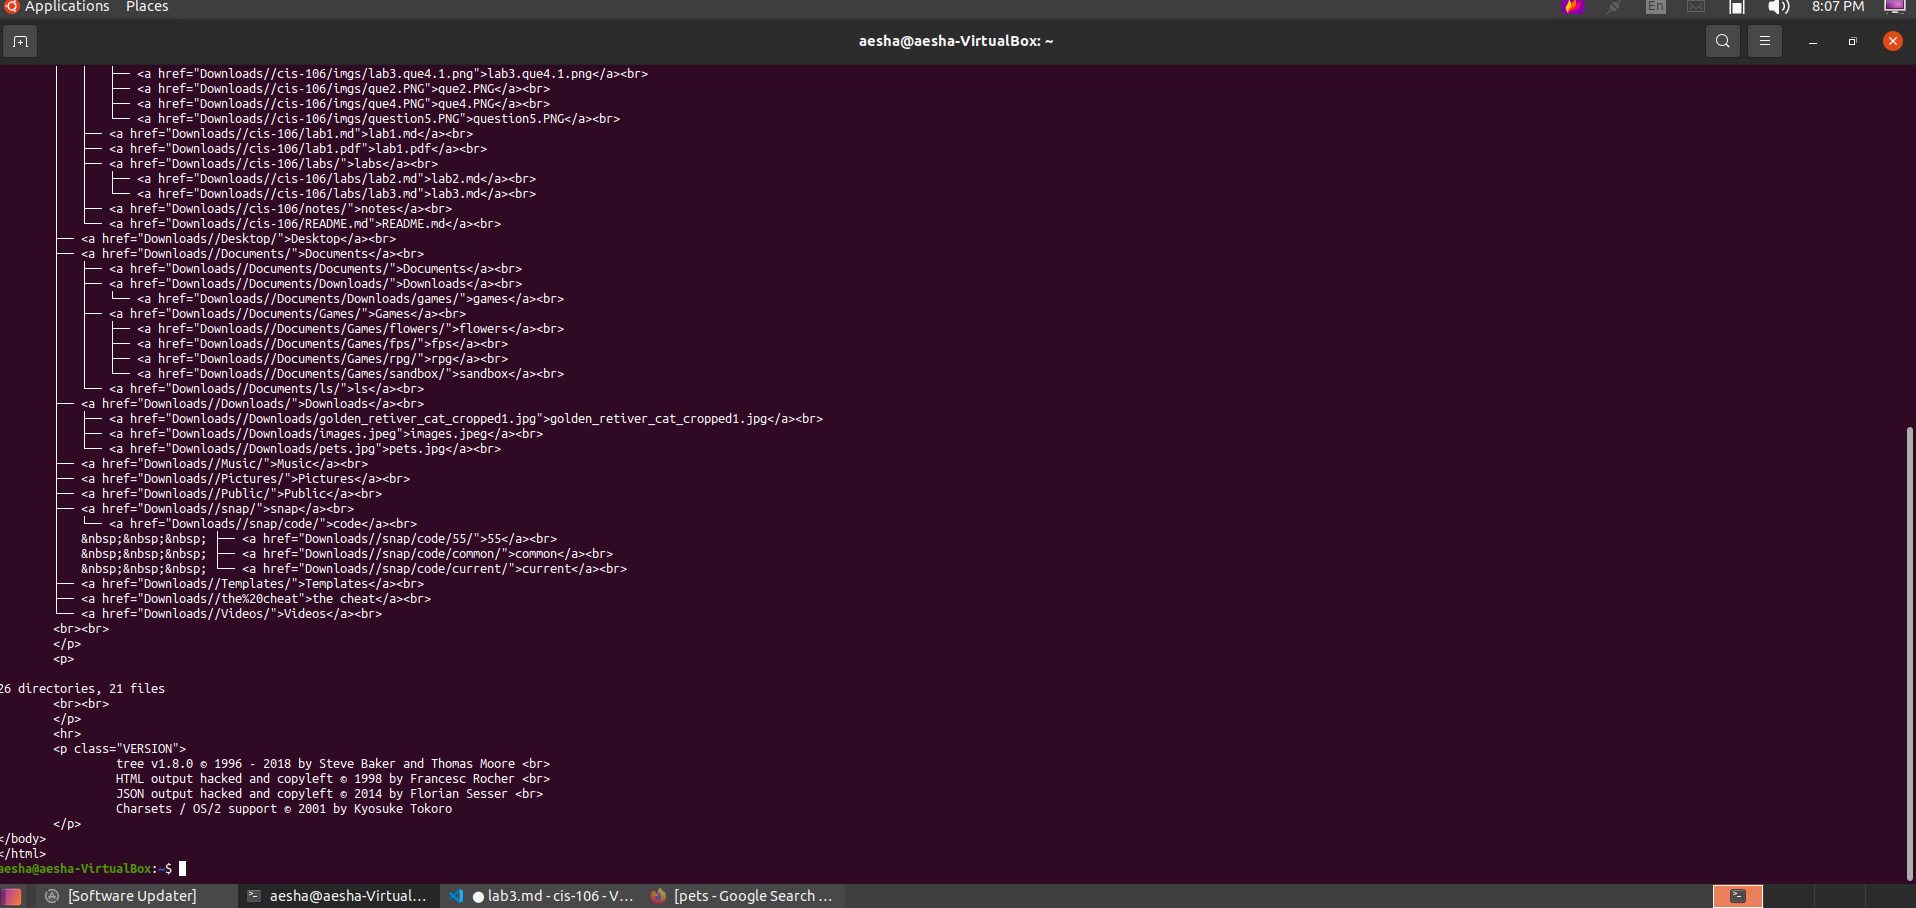 Applications Places En 8:07 PM
aesha@aesha-VirtualBox: ~
├── <a href="Downloads//cis-106/imgs/lab3.que4.1.png">lab3.que4.1.png</a><br>
├── <a href="Downloads//cis-106/imgs/que2.PNG">que2.PNG</a><br>
├── <a href="Downloads//cis-106/imgs/que4.PNG">que4.PNG</a><br>
└── <a href="Downloads//cis-106/imgs/question5.PNG">question5.PNG</a><br>
├── <a href="Downloads//cis-106/lab1.md">lab1.md</a><br>
├── <a href="Downloads//cis-106/lab1.pdf">lab1.pdf</a><br>
├── <a href="Downloads//cis-106/labs/">labs</a><br>
├── <a href="Downloads//cis-106/labs/lab2.md">lab2.md</a><br>
└── <a href="Downloads//cis-106/labs/lab3.md">lab3.md</a><br>
├── <a href="Downloads//cis-106/notes/">notes</a><br>
└── <a href="Downloads//cis-106/README.md">README.md</a><br>
├── <a href="Downloads//Desktop/">Desktop</a><br>
├── <a href="Downloads//Documents/">Documents</a><br>
├── <a href="Downloads//Documents/Documents/">Documents</a><br>
├── <a href="Downloads//Documents/Downloads/">Downloads</a><br>
└── <a href="Downloads//Documents/Downloads/games/">games</a><br>
├── <a href="Downloads//Documents/Games/">Games</a><br>
├── <a href="Downloads//Documents/Games/flowers/">flowers</a><br>
├── <a href="Downloads//Documents/Games/fps/">fps</a><br>
├── <a href="Downloads//Documents/Games/rpg/">rpg</a><br>
└── <a href="Downloads//Documents/Games/sandbox/">sandbox</a><br>
└── <a href="Downloads//Documents/ls/">ls</a><br>
├── <a href="Downloads//Downloads/">Downloads</a><br>
├── <a href="Downloads//Downloads/golden_retiver_cat_cropped1.jpg">golden_retiver_cat_cropped1.jpg</a><br>
├── <a href="Downloads//Downloads/images.jpeg">images.jpeg</a><br>
└── <a href="Downloads//Downloads/pets.jpg">pets.jpg</a><br>
├── <a href="Downloads//Music/">Music</a><br>
├── <a href="Downloads//Pictures/">Pictures</a><br>
├── <a href="Downloads//Public/">Public</a><br>
├── <a href="Downloads//snap/">snap</a><br>
└── <a href="Downloads//snap/code/">code</a><br>
&nbsp;&nbsp;&nbsp; ├── <a href="Downloads//snap/code/55/">55</a><br>
&nbsp;&nbsp;&nbsp; ├── <a href="Downloads//snap/code/common/">common</a><br>
&nbsp;&nbsp;&nbsp; └── <a href="Downloads//snap/code/current/">current</a><br>
├── <a href="Downloads//Templates/">Templates</a><br>
├── <a href="Downloads//the%20cheat">the cheat</a><br>
└── <a href="Downloads//Videos/">Videos</a><br>
<br><br>
</p>
<p>
26 directories, 21 files
<br><br>
</p>
<hr>
<p class="VERSION">
tree v1.8.0 © 1996 - 2018 by Steve Baker and Thomas Moore <br>
HTML output hacked and copyleft © 1998 by Francesc Rocher <br>
JSON output hacked and copyleft © 2014 by Florian Sesser <br>
Charsets / OS/2 support © 2001 by Kyosuke Tokoro
</p>
</body>
</html>
aesha@aesha-VirtualBox:~$
[Software Updater] aesha@aesha-Virtual... ● lab3.md - cis-106 - V... [pets - Google Search ...